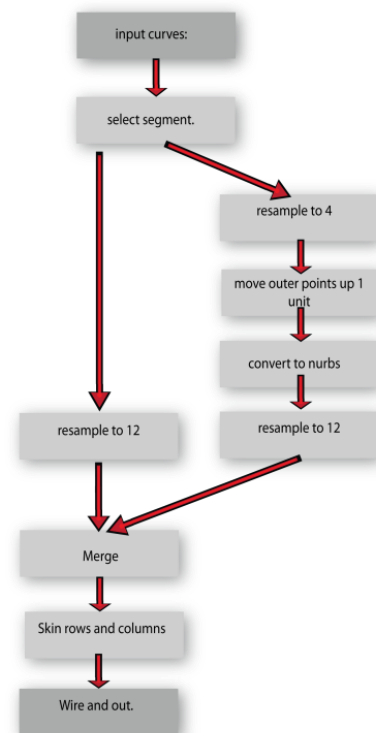 input curves:
select segment.
resample to 4
move outer points up 1
unit
convert to nurbs
resample to 12
resample to 12
Merge
Skin rows and columns
Wire and out.